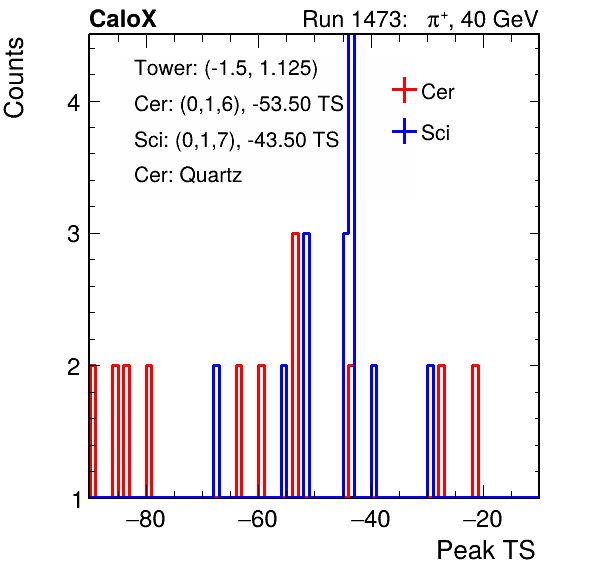 CaloX Run 1473: π+, 40 GeV
Counts
Tower: (-1.5, 1.125)
Cer: (0,1,6), -53.50 TS
Sci: (0,1,7), -43.50 TS
Cer: Quartz
Cer
Sci
4
3
2
1
−80 −60 −40 −20
Peak TS